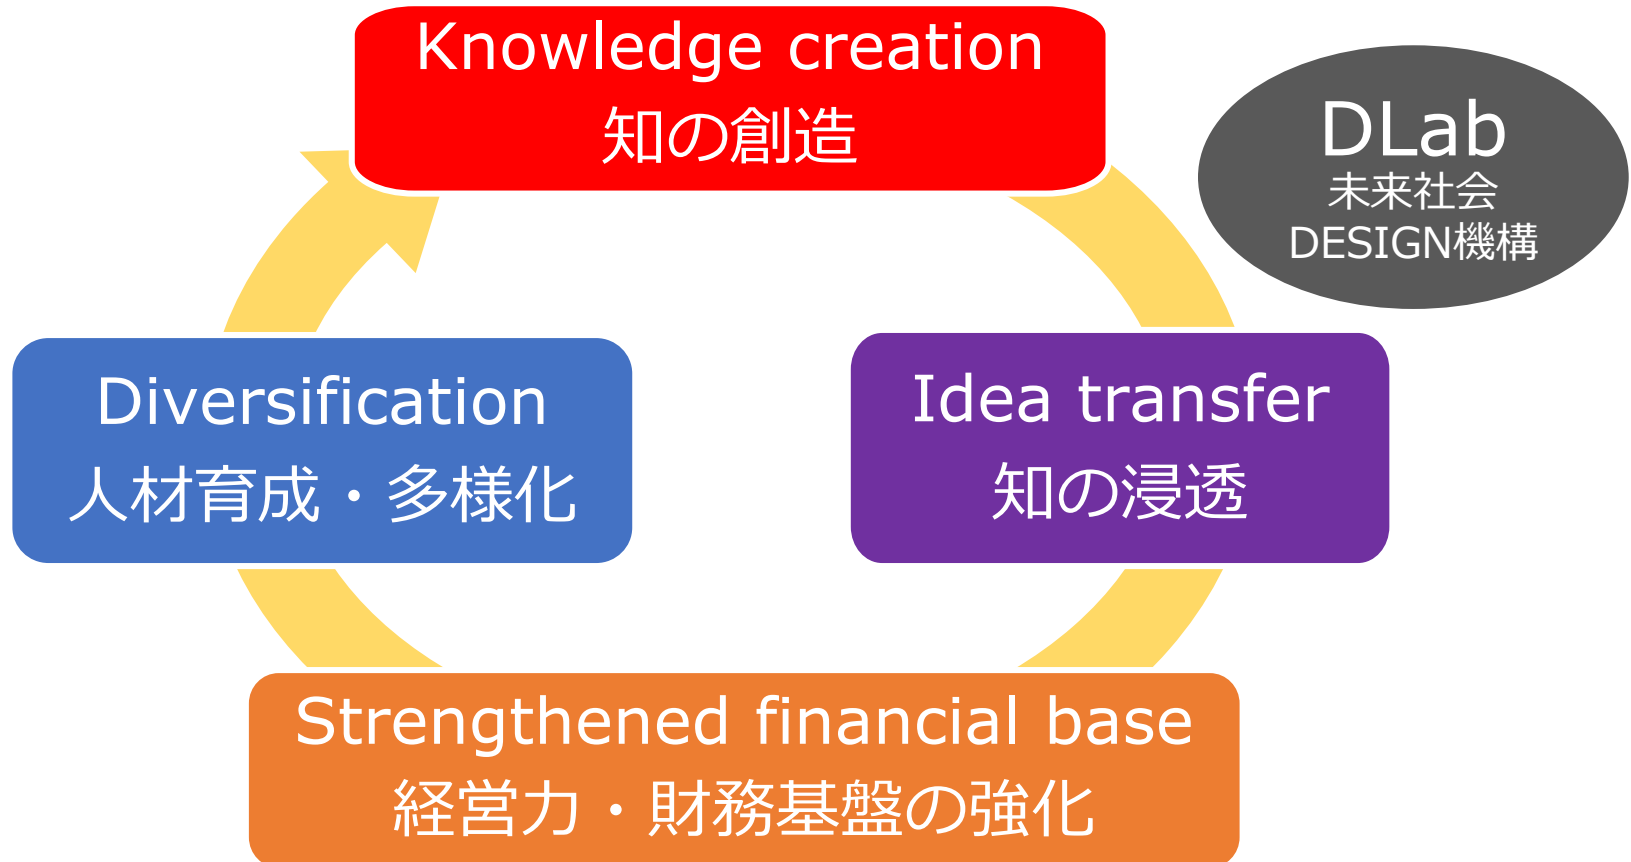 Knowledge creation
知の創造
DLab
未来社会
DESIGN機構
Diversification
人材育成・多様化
Idea transfer
知の浸透
Strengthened financial base
経営力・財務基盤の強化